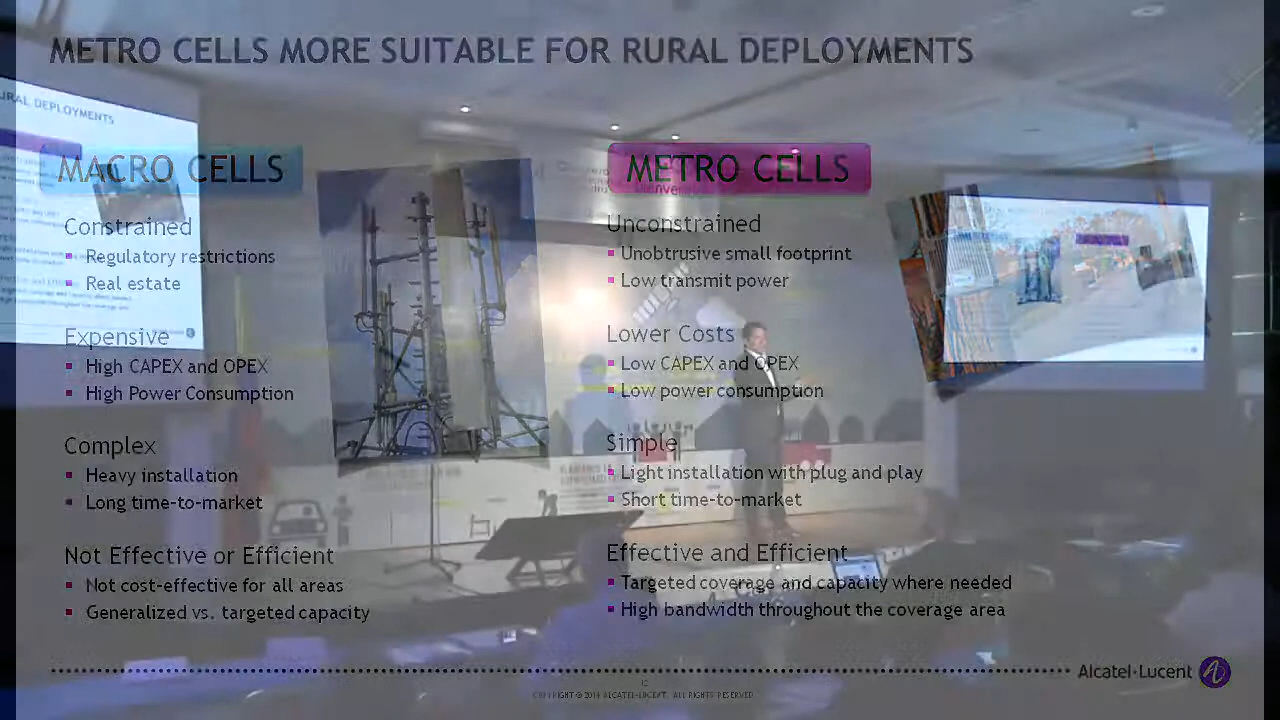 METRO CELLS MORE SUITABLE FOR RURAL DEPLOYMENTS
RURAL DEPLOYMENTS
MACRO CELLS
Constrained
▪ Regulatory restrictions
▪ Real estate
Expensive
▪ High CAPEX and OPEX
▪ High Power Consumption
Complex
▪ Heavy installation
▪ Long time-to-market
Not Effective or Efficient
▪ Not cost-effective for all areas
▪ Generalized vs. targeted capacity
METRO CELLS
Unconstrained
▪ Unobtrusive small footprint
▪ Low transmit power
Lower Costs
▪ Low CAPEX and OPEX
▪ Low power consumption
Simple
▪ Light installation with plug and play
▪ Short time-to-market
Effective and Efficient
▪ Targeted coverage and capacity where needed
▪ High bandwidth throughout the coverage area
Alcatel·Lucent
COPYRIGHT © 2014 ALCATEL-LUCENT. ALL RIGHTS RESERVED.